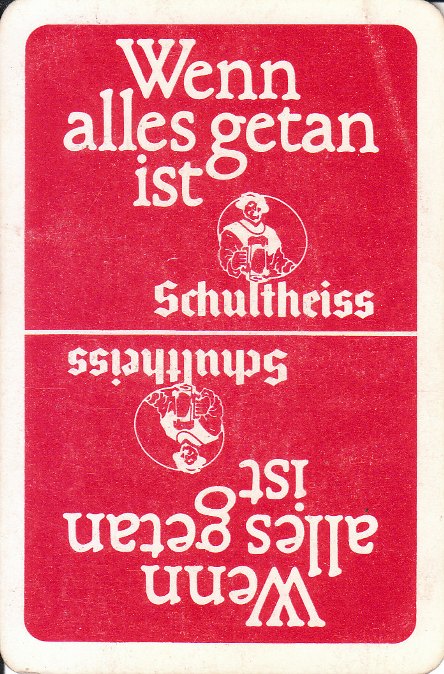 Wenn
alles getan
ist
Schultheiss
Schultheiss
ist
alles getan
Wenn